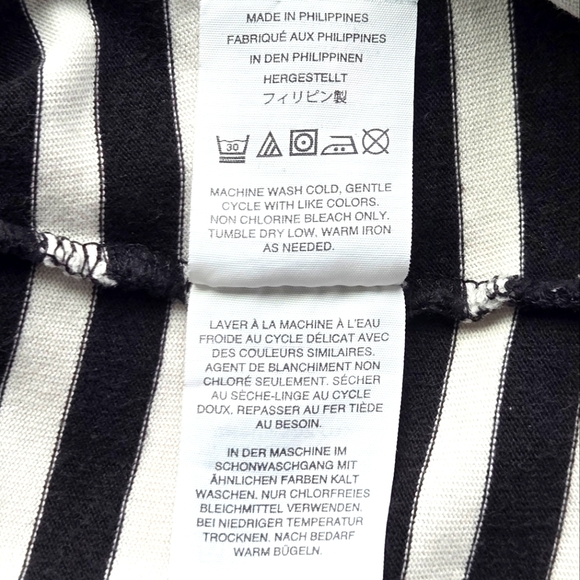 MADE IN PHILIPPINES
FABRIQUÉ AUX PHILIPPINES
IN DEN PHILIPPINEN
HERGESTELLT
フィリピン製
30
MACHINE WASH COLD, GENTLE
CYCLE WITH LIKE COLORS.
NON CHLORINE BLEACH ONLY.
TUMBLE DRY LOW, WARM IRON
AS NEEDED.
LAVER À LA MACHINE À L'EAU
FROIDE AU CYCLE DÉLICAT AVEC
DES COULEURS SIMILAIRES.
AGENT DE BLANCHIMENT NON
CHLORÉ SEULEMENT. SÉCHER
AU SÈCHE-LINGE AU CYCLE
DOUX. REPASSER AU FER TIÈDE
AU BESOIN.
IN DER MASCHINE IM
SCHONWASCHGANG MIT
ÄHNLICHEN FARBEN KALT
WASCHEN. NUR CHLORFREIES
BLEICHMITTEL VERWENDEN.
BEI NIEDRIGER TEMPERATUR
TROCKNEN. NACH BEDARF
WARM BÜGELN.